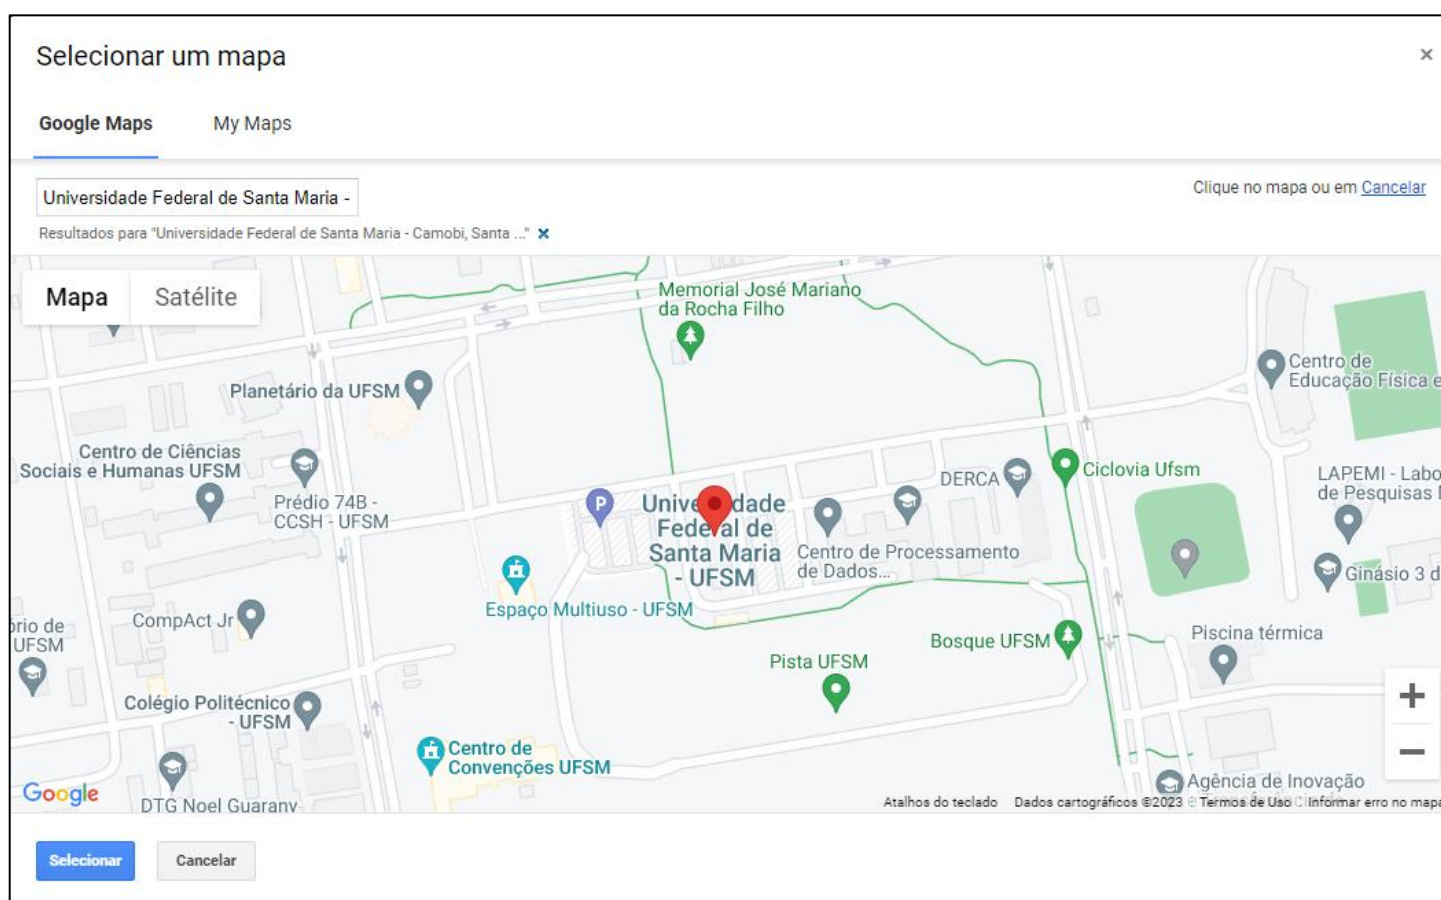 Selecionar um mapa
×
Google Maps
My Maps
Universidade Federal de Santa Maria -
Clique no mapa ou em Cancelar
Resultados para "Universidade Federal de Santa Maria - Camobi, Santa ..." ×
Mapa
Satélite
Memorial José Mariano
da Rocha Filho
Planetário da UFSM
Centro de
Educação Física e
Centro de Ciências
Sociais e Humanas UFSM
Prédio 74B -
CCSH - UFSM
P
Universidade
Federal de
Santa Maria
- UFSM
DERCA
Ciclovia Ufsm
LAPEMI - Labo
de Pesquisas
Centro de Processamento
de Dados...
Espaço Multiuso - UFSM
Ginásio 3 d
CompAct Jr
ório de
UFSM
Bosque UFSM
Piscina térmica
Pista UFSM
Colégio Politécnico
- UFSM
+
−
Centro de
Convenções UFSM
Google
DTG Noel Guarany
Agência de Inovação
Atalhos do teclado
Dados cartográficos ©2023
Termos de Uso
Informar erro no mapa
Selecionar
Cancelar